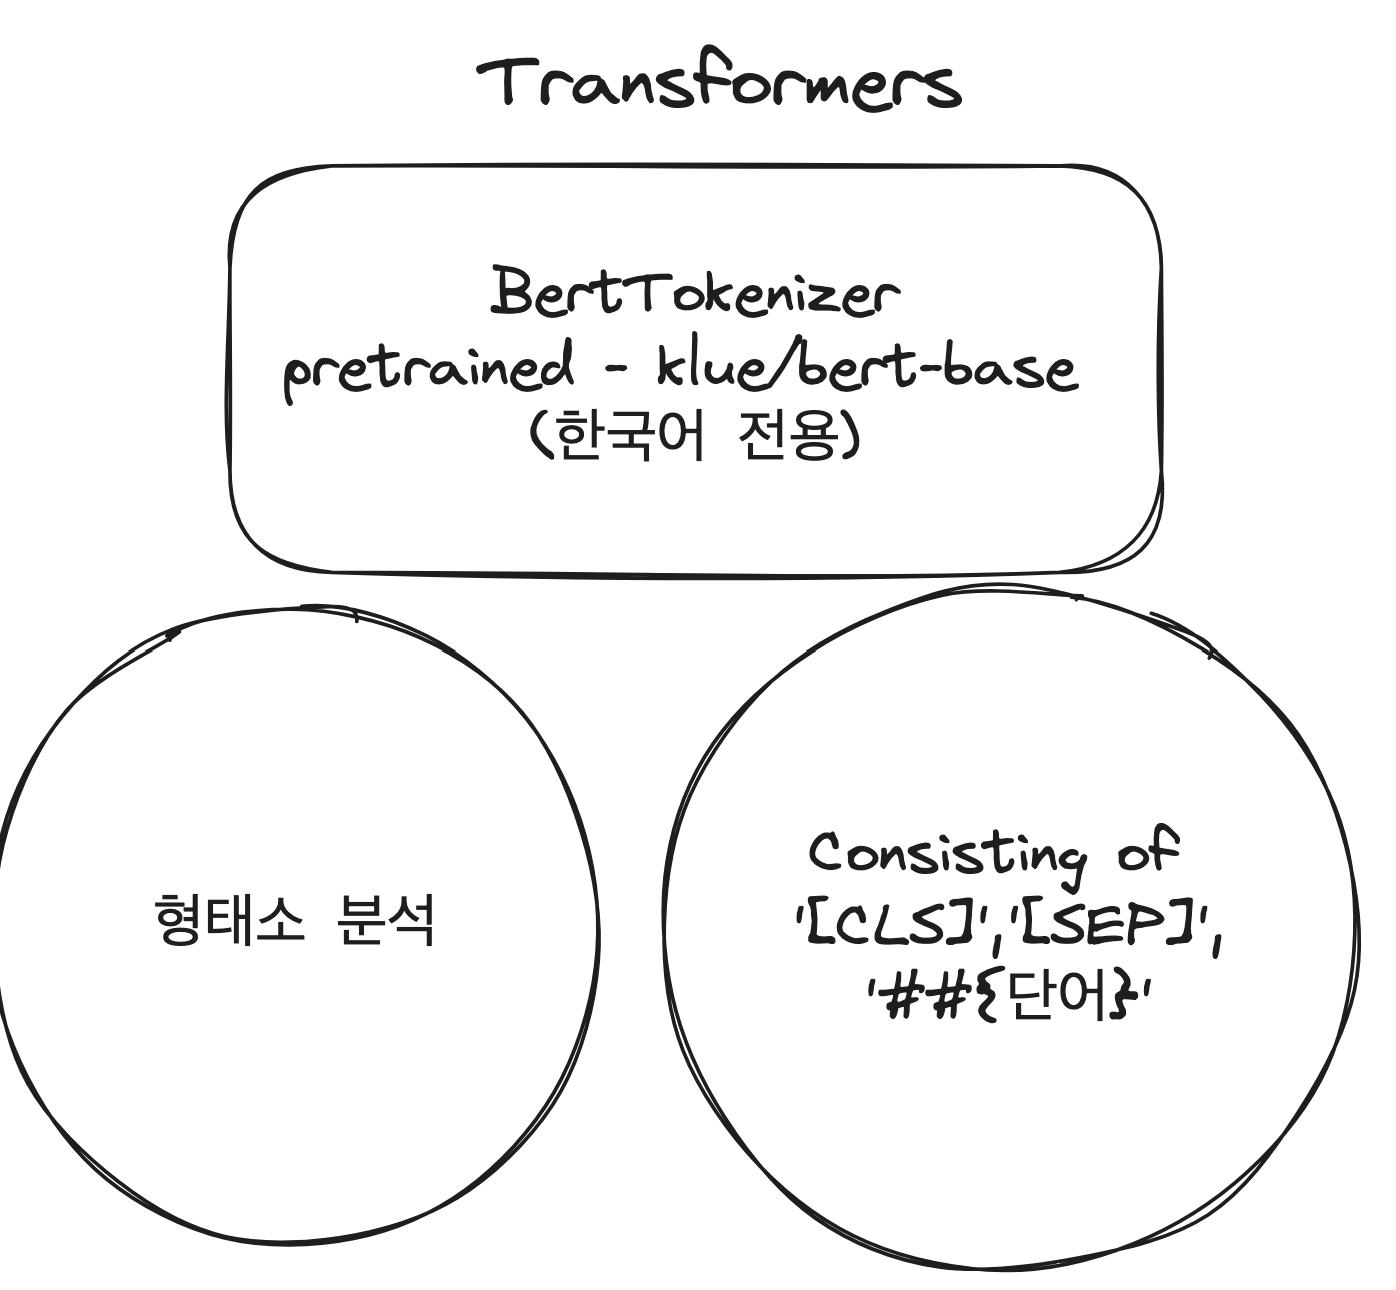 Transformers
BertTokenizer
pretrained - klue/bert-base
(한국어 전용)
형태소 분석
Consisting of
'[CLS]','[SEP]',
'##{단어}'